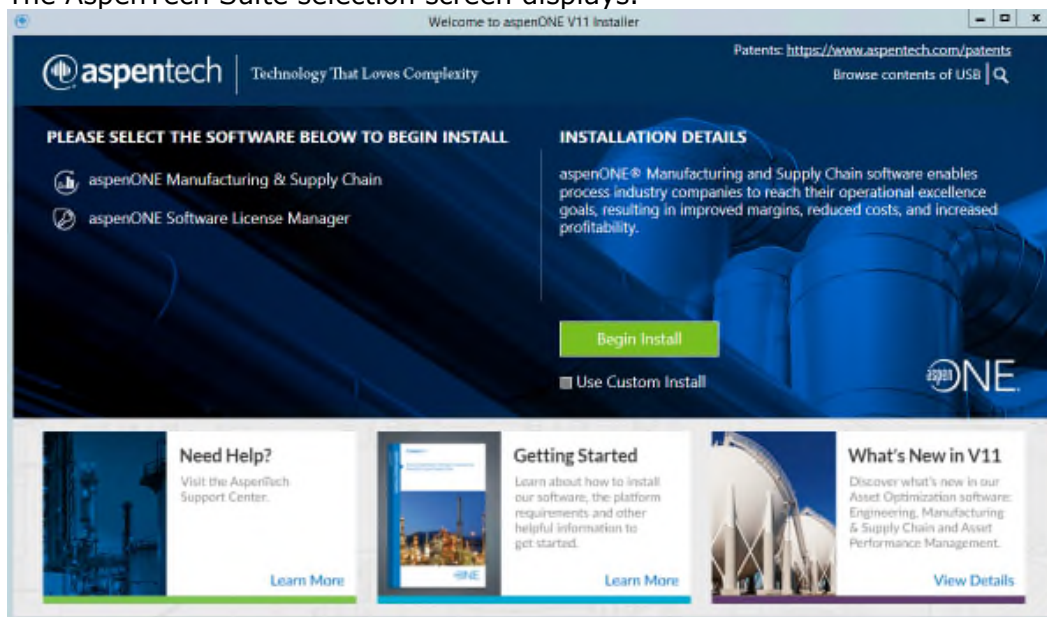 The AspenTech Suite selection screen displays.
Welcome to aspenONE V11 Installer
aspentech | Technology That Loves Complexity
Patents: https://www.aspentech.com/patents
Browse contents of USB
PLEASE SELECT THE SOFTWARE BELOW TO BEGIN INSTALL
aspenONE Manufacturing & Supply Chain
aspenONE Software License Manager
INSTALLATION DETAILS
aspenONE® Manufacturing and Supply Chain software enables
process industry companies to reach their operational excellence
goals, resulting in improved margins, reduced costs, and increased
profitability.
Begin Install
Use Custom Install
aspen ONE
Need Help?
Visit the AspenTech
Support Center.
Learn More
Getting Started
Learn about how to install
our software, the platform
requirements and other
helpful information to
get started.
Learn More
What's New in V11
Discover what's new in our
Asset Optimization software:
Engineering, Manufacturing
& Supply Chain and Asset
Performance Management.
View Details